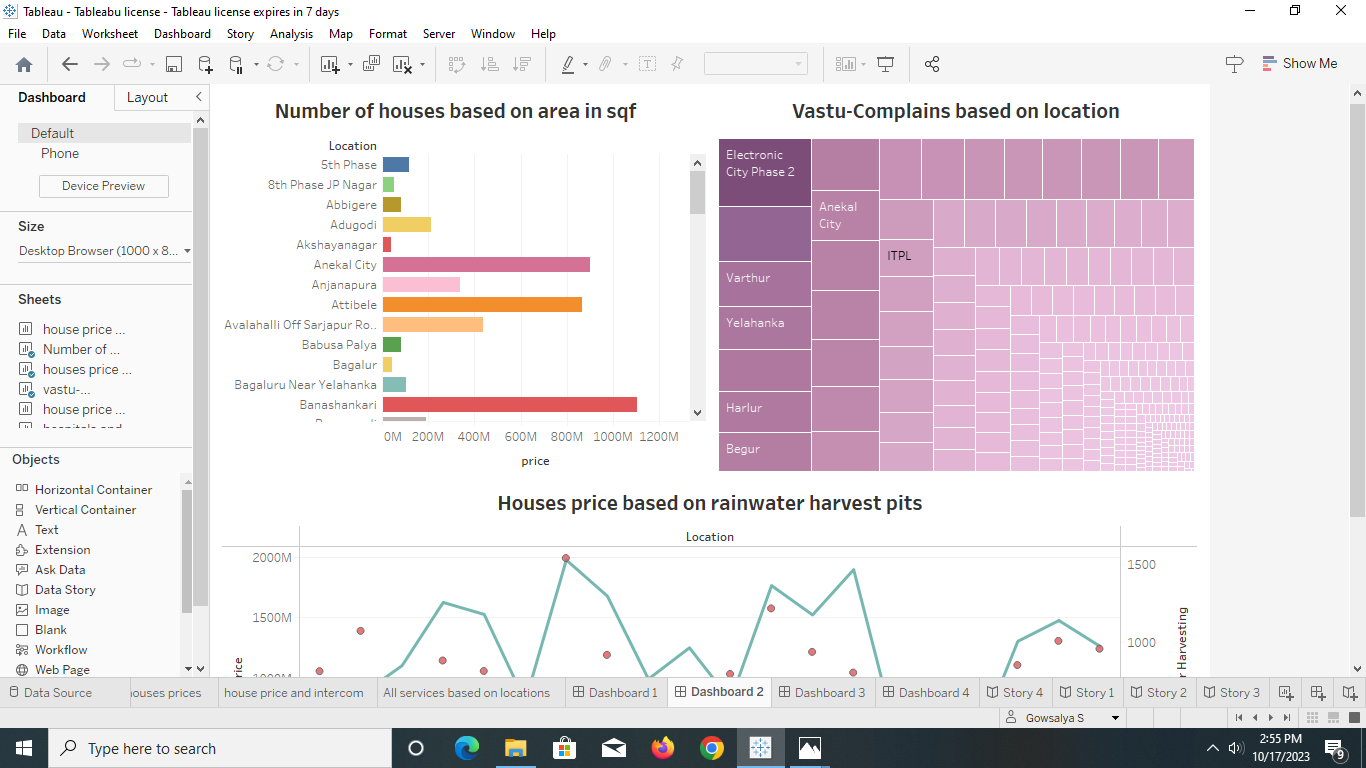 Tableau - Tableabu license - Tableau license expires in 7 days
File Data Worksheet Dashboard Story Analysis Map Format Server Window Help
Show Me
Dashboard Layout
Default
Phone
Device Preview
Size
Desktop Browser (1000 x 8...
Sheets
house price ...
Number of ...
houses price ...
vastu-...
house price ...
Objects
Horizontal Container
Vertical Container
Text
Extension
Ask Data
Data Story
Image
Blank
Workflow
Web Page
Number of houses based on area in sqf
Location
5th Phase
8th Phase JP Nagar
Abbigere
Adugodi
Akshayanagar
Anekal City
Anjanapura
Attibele
Avalahalli Off Sarjapur Ro..
Babusa Palya
Bagalur
Bagaluru Near Yelahanka
Banashankari
0M 200M 400M 600M 800M 1000M 1200M
price
Vastu-Complains based on location
Electronic
City Phase 2
Anekal
City
ITPL
Varthur
Yelahanka
Harlur
Begur
Houses price based on rainwater harvest pits
Location
2000M
1500M
1500
1000
Harvesting
Data Source
house price and intercom
All services based on locations
Dashboard 1
Dashboard 2
Dashboard 3
Dashboard 4
Story 4
Story 1
Story 2
Story 3
Gowsalya S
Type here to search
2:55 PM
10/17/2023
9